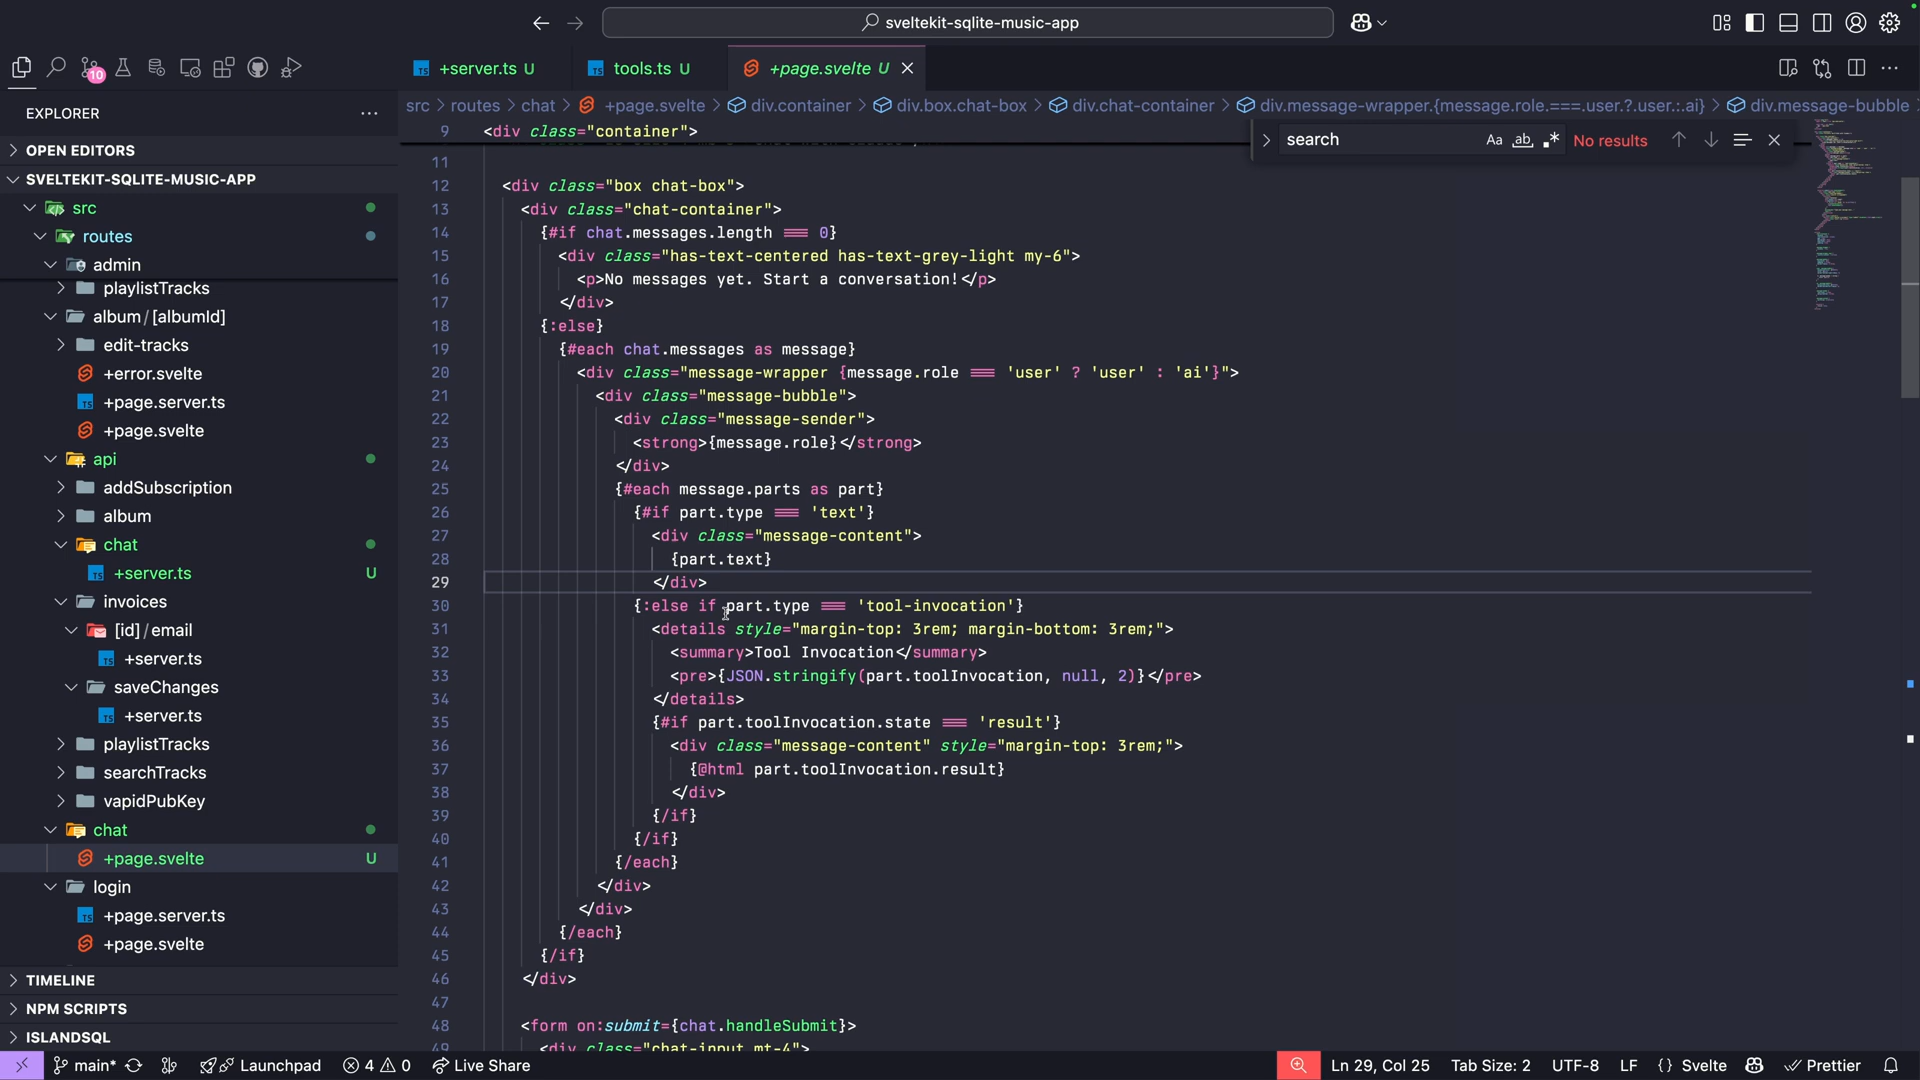 sveltekit-sqlite-music-app
10
+server.ts U
tools.ts U
+page.svelte U
EXPLORER
src > routes > chat > +page.svelte > div.container > div.box.chat-box > div.chat-container > div.message-wrapper.{message.role.===.user.?.user.:.ai} > div.message-bubble
search
Aa
ab
.*
No results
OPEN EDITORS
SVELTEKIT-SQLITE-MUSIC-APP
src
routes
admin
playlistTracks
album/[albumId]
edit-tracks
+error.svelte
+page.server.ts
+page.svelte
api
addSubscription
album
chat
+server.ts U
invoices
[id]/email
+server.ts
saveChanges
+server.ts
playlistTracks
searchTracks
vapidPubKey
chat
+page.svelte U
login
+page.server.ts
+page.svelte
TIMELINE
NPM SCRIPTS
ISLANDSQL
9 <div class="container">
11
12 <div class="box chat-box">
13 <div class="chat-container">
14 {#if chat.messages.length === 0}
15 <div class="has-text-centered has-text-grey-light my-6">
16 <p>No messages yet. Start a conversation!</p>
17 </div>
18 {:else}
19 {#each chat.messages as message}
20 <div class="message-wrapper {message.role === 'user' ? 'user' : 'ai'}">
21 <div class="message-bubble">
22 <div class="message-sender">
23 <strong>{message.role}</strong>
24 </div>
25 {#each message.parts as part}
26 {#if part.type === 'text'}
27 <div class="message-content">
28 {part.text}
29 </div>
30 {:else if part.type === 'tool-invocation'}
31 <details style="margin-top: 3rem; margin-bottom: 3rem;">
32 <summary>Tool Invocation</summary>
33 <pre>{JSON.stringify(part.toolInvocation, null, 2)}</pre>
34 </details>
35 {#if part.toolInvocation.state === 'result'}
36 <div class="message-content" style="margin-top: 3rem;">
37 {@html part.toolInvocation.result}
38 </div>
39 {/if}
40 {/if}
41 {/each}
42 </div>
43 </div>
44 {/each}
45 {/if}
46 </div>
47
48 <form on:submit={chat.handleSubmit}>
<div class="chat-input mt-4">
main* Launchpad 4 0 Live Share
Ln 29, Col 25 Tab Size: 2 UTF-8 LF {} Svelte Prettier